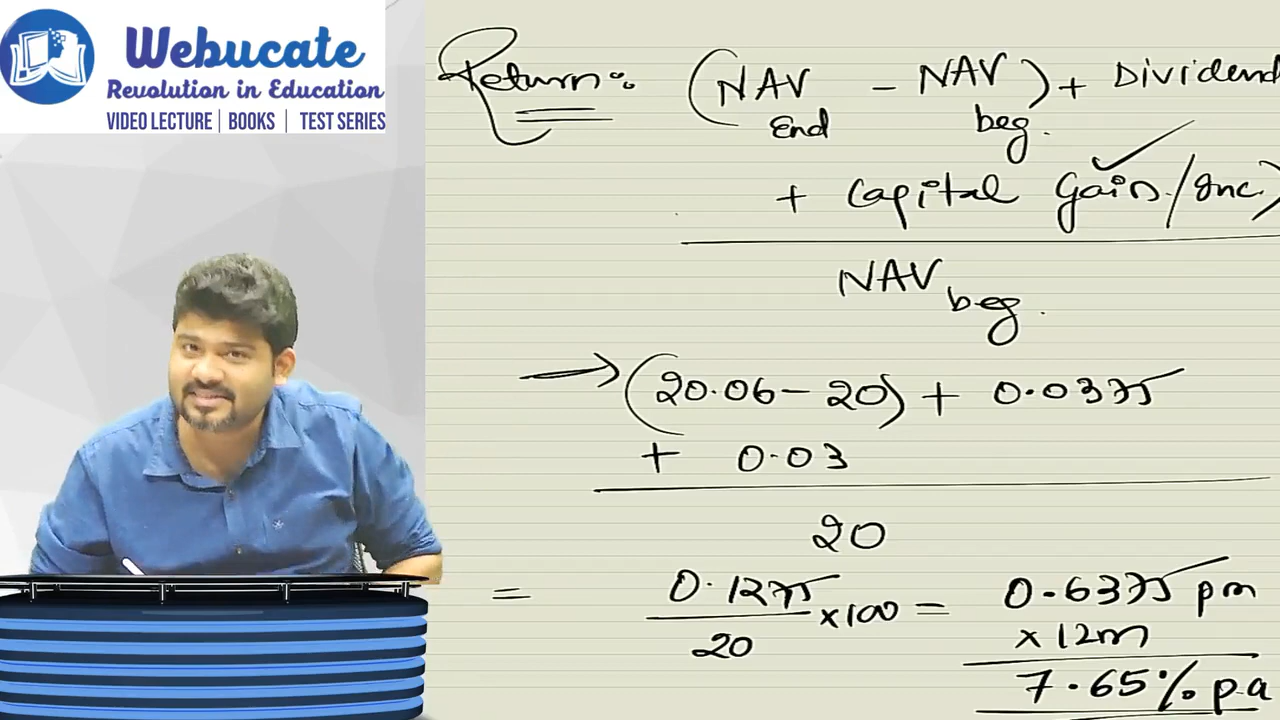 Webucate
Revolution in Education
VIDEO LECTURE | BOOKS | TEST SERIES
Return:
(NAV End - NAV beg.) + Dividend
+ Capital Gain/Inc.)
NAV beg.
→ (20.06 - 20) + 0.0375
+ 0.03
20
= 0.1275/20 ×100 = 0.6375 pm
× 12m
7.65% p.a